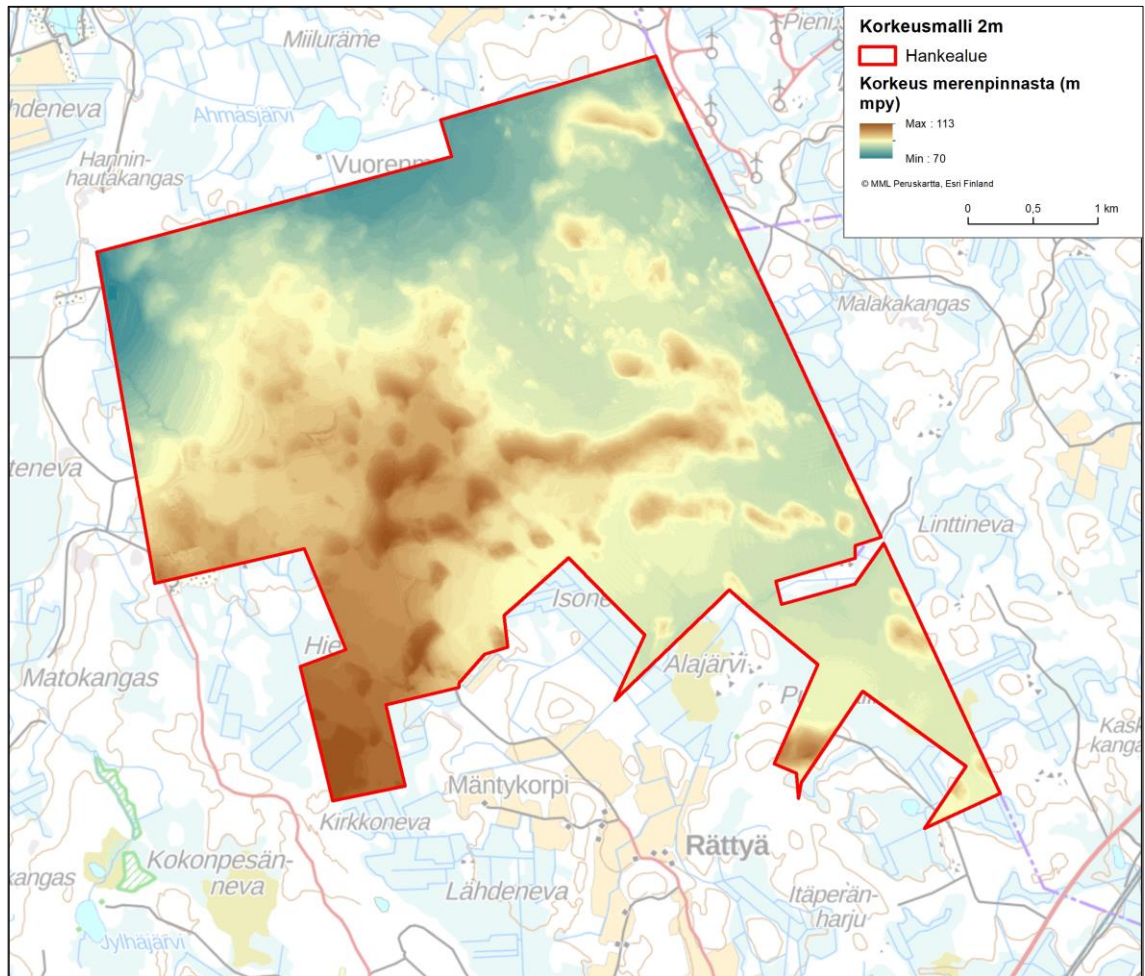 Miiluräme
Pienu
Korkeusmalli 2m
Hankealue
Korkeus merenpinnasta (m
mpy)
Max : 113
Min : 70
© MML Peruskartta, Esri Finland
0 0,5 1 km
hdeneva
Ahmasjärvi
Hannin-
hautakangas
Vuorenm
Malakakangas
teneva
Linttineva
Isone
Hie
Alajärvi
Matokangas
P
Kask
kanga
Mäntykorpi
Kirkkoneva
Rättyä
Kokonpesän-
neva
kangas
Lähdeneva
Itäperän-
harju
Jylhäjärvi